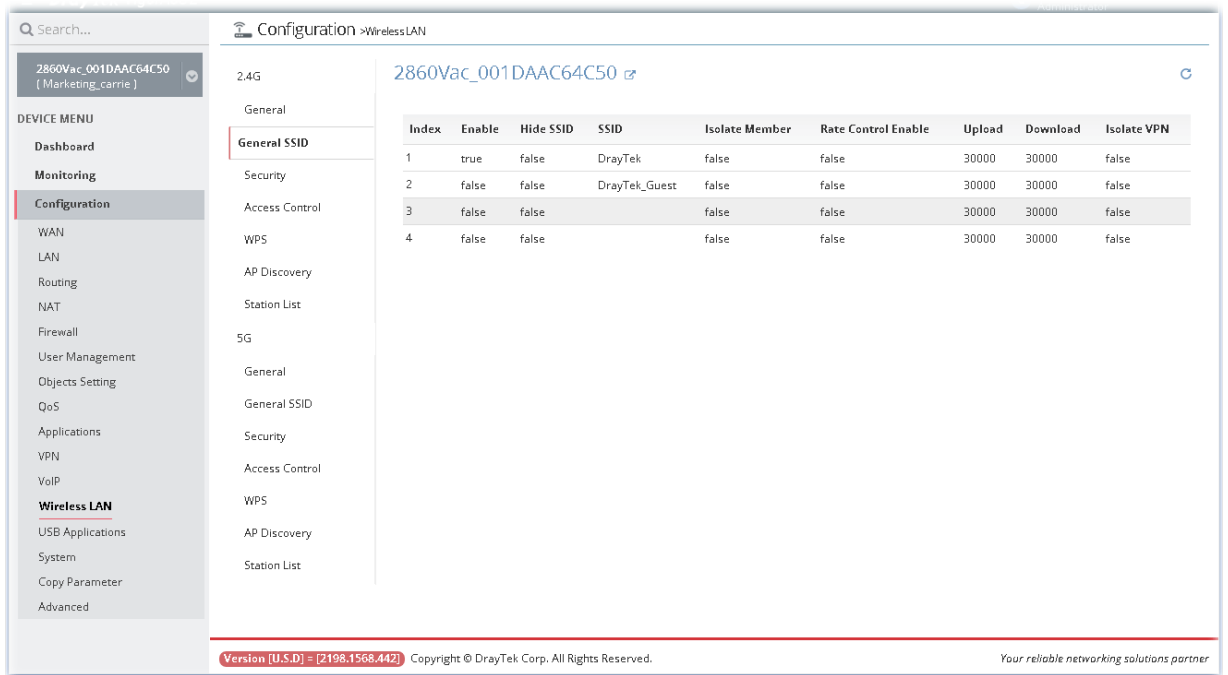 Search...
2860Vac_001DAAC64C50
( Marketing_carrie )
DEVICE MENU
Dashboard
Monitoring
Configuration
WAN
LAN
Routing
NAT
Firewall
User Management
Objects Setting
QoS
Applications
VPN
VoIP
Wireless LAN
USB Applications
System
Copy Parameter
Advanced
Configuration >Wireless LAN
2.4G
General
General SSID
Security
Access Control
WPS
AP Discovery
Station List
5G
General
General SSID
Security
Access Control
WPS
AP Discovery
Station List
2860Vac_001DAAC64C50
Index Enable Hide SSID SSID Isolate Member Rate Control Enable Upload Download Isolate VPN
1 true false DrayTek false false 30000 30000 false
2 false false DrayTek_Guest false false 30000 30000 false
3 false false false false 30000 30000 false
4 false false false false 30000 30000 false
Version [U.S.D] = [2198.1568.442] Copyright © DrayTek Corp. All Rights Reserved.
Your reliable networking solutions partner